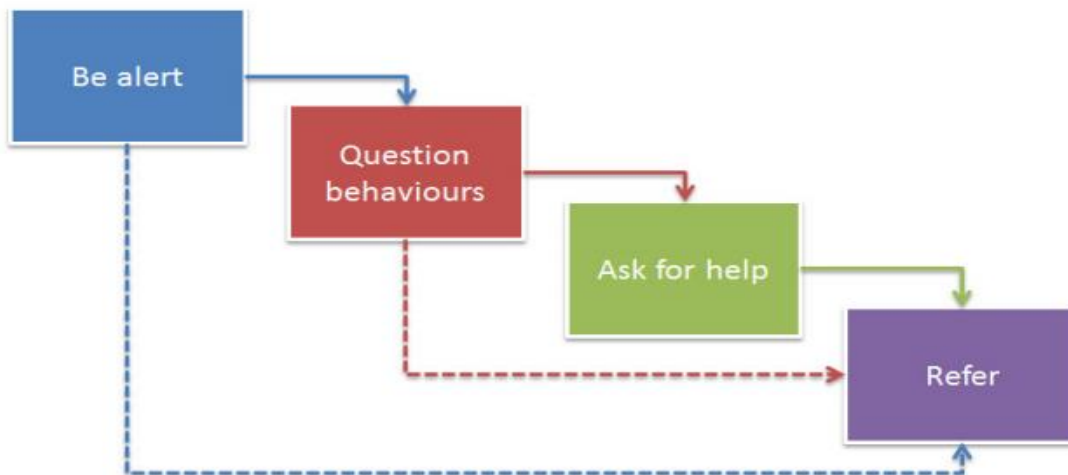 Be alert
Question
behaviours
Ask for help
Refer